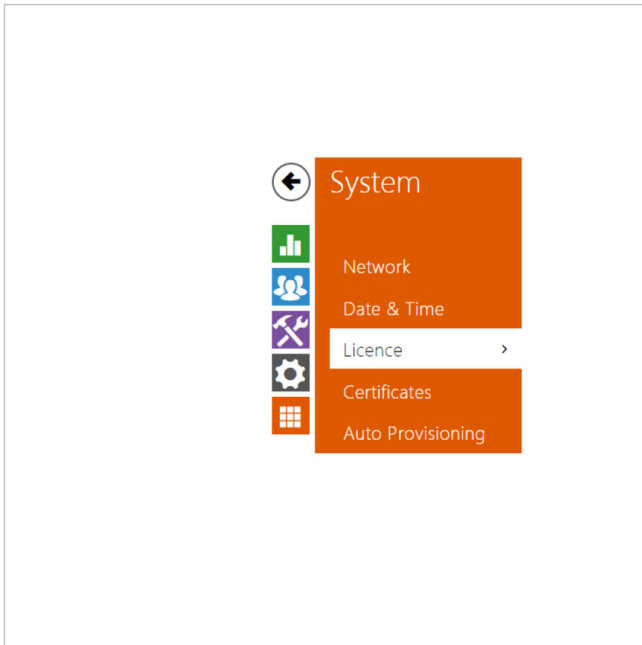 System
Network
Date & Time
Licence
Certificates
Auto Provisioning